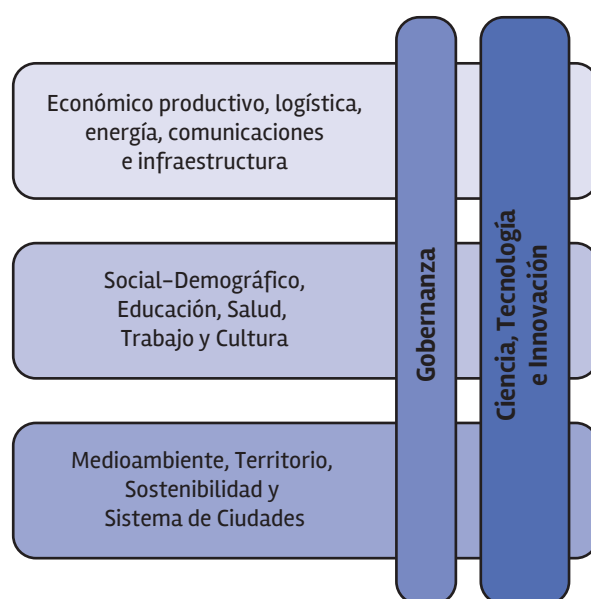 Económico productivo, logística,
energía, comunicaciones
e infraestructura
Social-Demográfico,
Educación, Salud,
Trabajo y Cultura
Medioambiente, Territorio,
Sostenibilidad y
Sistema de Ciudades
Gobernanza
Ciencia, Tecnología
e Innovación